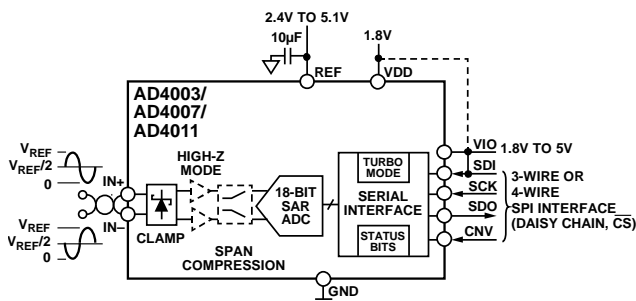 2.4V TO 5.1V
10µF
1.8V
REF
VDD
AD4003/
AD4007/
AD4011
VIO
1.8V TO 5V
HIGH-Z
MODE
TURBO
MODE
SDI
3-WIRE OR
4-WIRE
SPI INTERFACE
(DAISY CHAIN, CS)
VREF
VREF/2
0
IN+
18-BIT
SAR
ADC
SERIAL
INTERFACE
SCK
SDO
VREF
VREF/2
0
IN–
CLAMP
STATUS
BITS
CNV
SPAN
COMPRESSION
GND